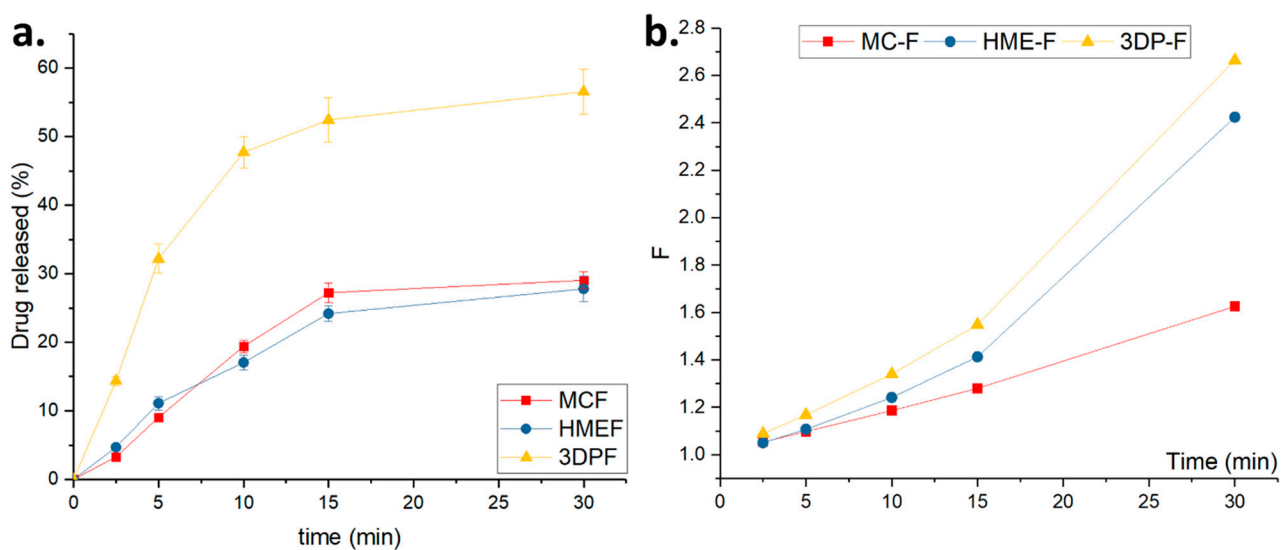 a.
Drug released (%)
60
50
40
30
20
10
0
0 5 10 15 20 25 30
time (min)
MCF
HMEF
3DPF
b.
MC-F HME-F 3DP-F
F
2.8
2.6
2.4
2.2
2.0
1.8
1.6
1.4
1.2
1.0
0 5 10 15 20 25 30
Time (min)